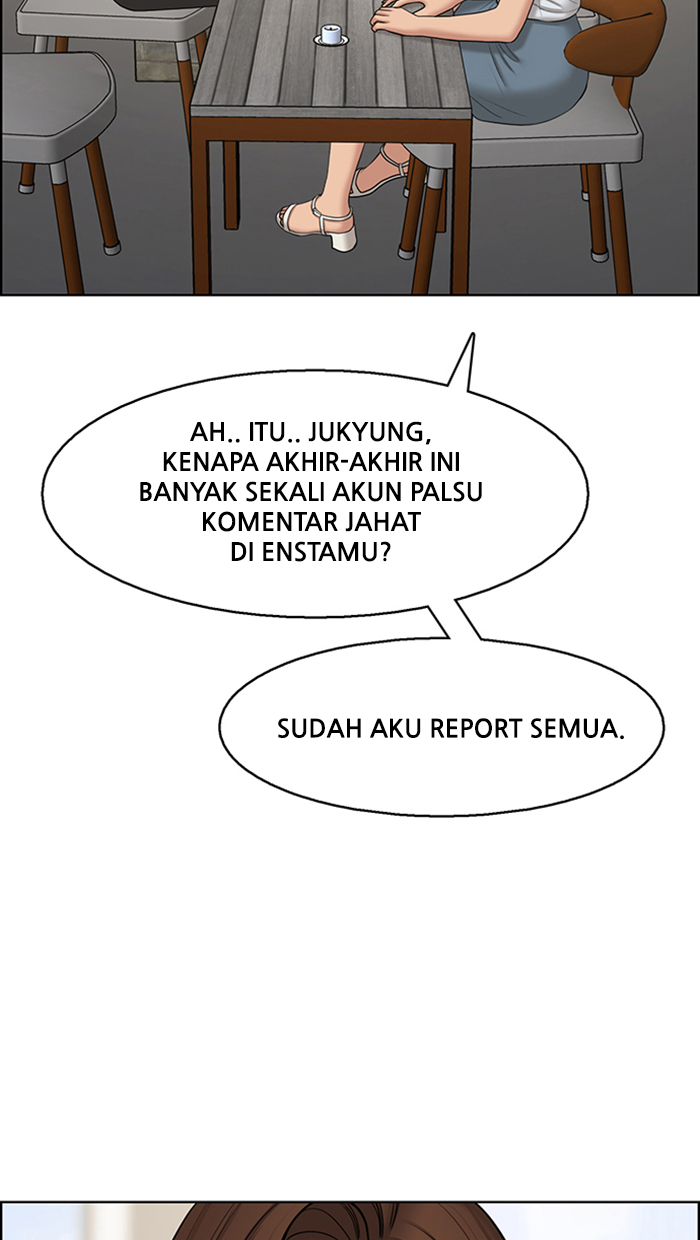 AH.. ITU.. JUKYUNG,
KENAPA AKHIR-AKHIR INI
BANYAK SEKALI AKUN PALSU
KOMENTAR JAHAT
DI ENSTAMU?
SUDAH AKU REPORT SEMUA.